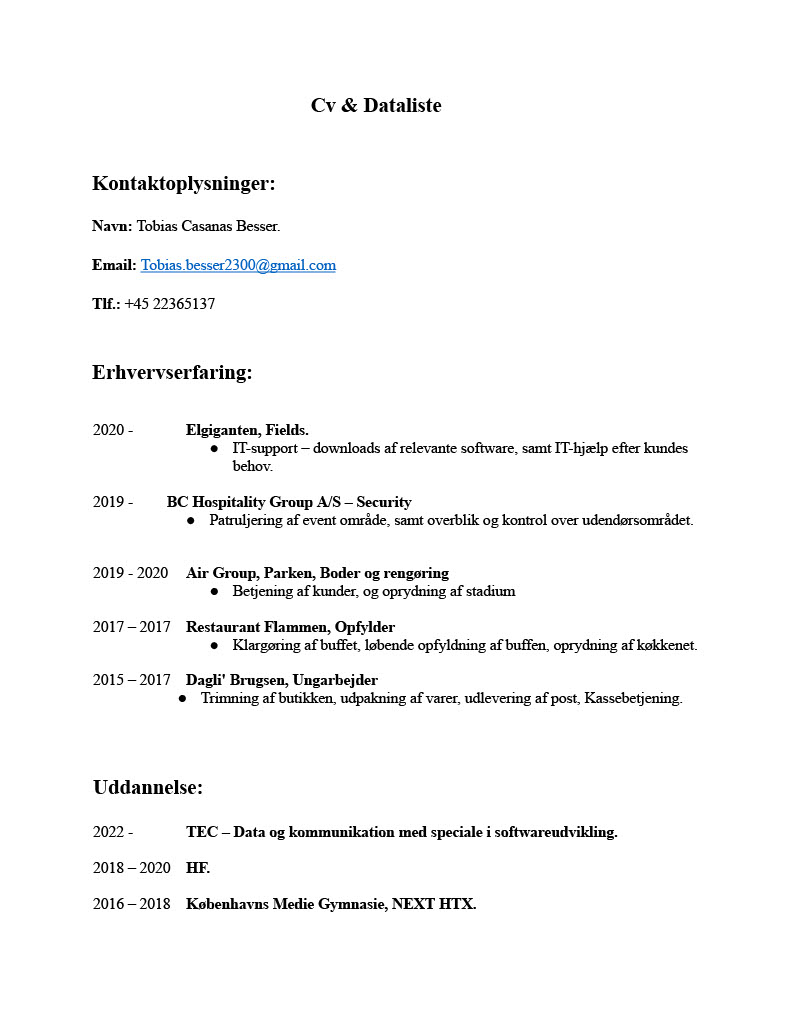 Cv & Dataliste
Kontaktoplysninger:
Navn: Tobias Casanas Besser.
Email: Tobias.besser2300@gmail.com
Tlf.: +45 22365137
Erhvervserfaring:
2020 - Elgiganten, Fields.
● IT-support – downloads af relevante software, samt IT-hjælp efter kundes
behov.
2019 - BC Hospitality Group A/S – Security
● Patruljering af event område, samt overblik og kontrol over udendørsområdet.
2019 - 2020 Air Group, Parken, Boder og rengøring
● Betjening af kunder, og oprydning af stadium
2017 – 2017 Restaurant Flammen, Opfylder
● Klargøring af buffet, løbende opfyldning af buffen, oprydning af køkkenet.
2015 – 2017 Dagli' Brugsen, Ungarbejder
● Trimning af butikken, udpakning af varer, udlevering af post, Kassebetjening.
Uddannelse:
2022 - TEC – Data og kommunikation med speciale i softwareudvikling.
2018 – 2020 HF.
2016 – 2018 Københavns Medie Gymnasie, NEXT HTX.